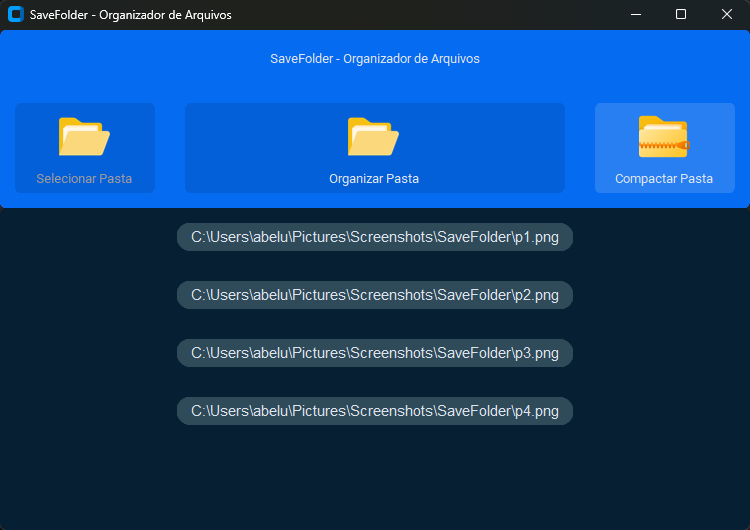 SaveFolder - Organizador de Arquivos
SaveFolder - Organizador de Arquivos
Selecionar Pasta
Organizar Pasta
Compactar Pasta
C:\Users\abelu\Pictures\Screenshots\SaveFolder\p1.png
C:\Users\abelu\Pictures\Screenshots\SaveFolder\p2.png
C:\Users\abelu\Pictures\Screenshots\SaveFolder\p3.png
C:\Users\abelu\Pictures\Screenshots\SaveFolder\p4.png